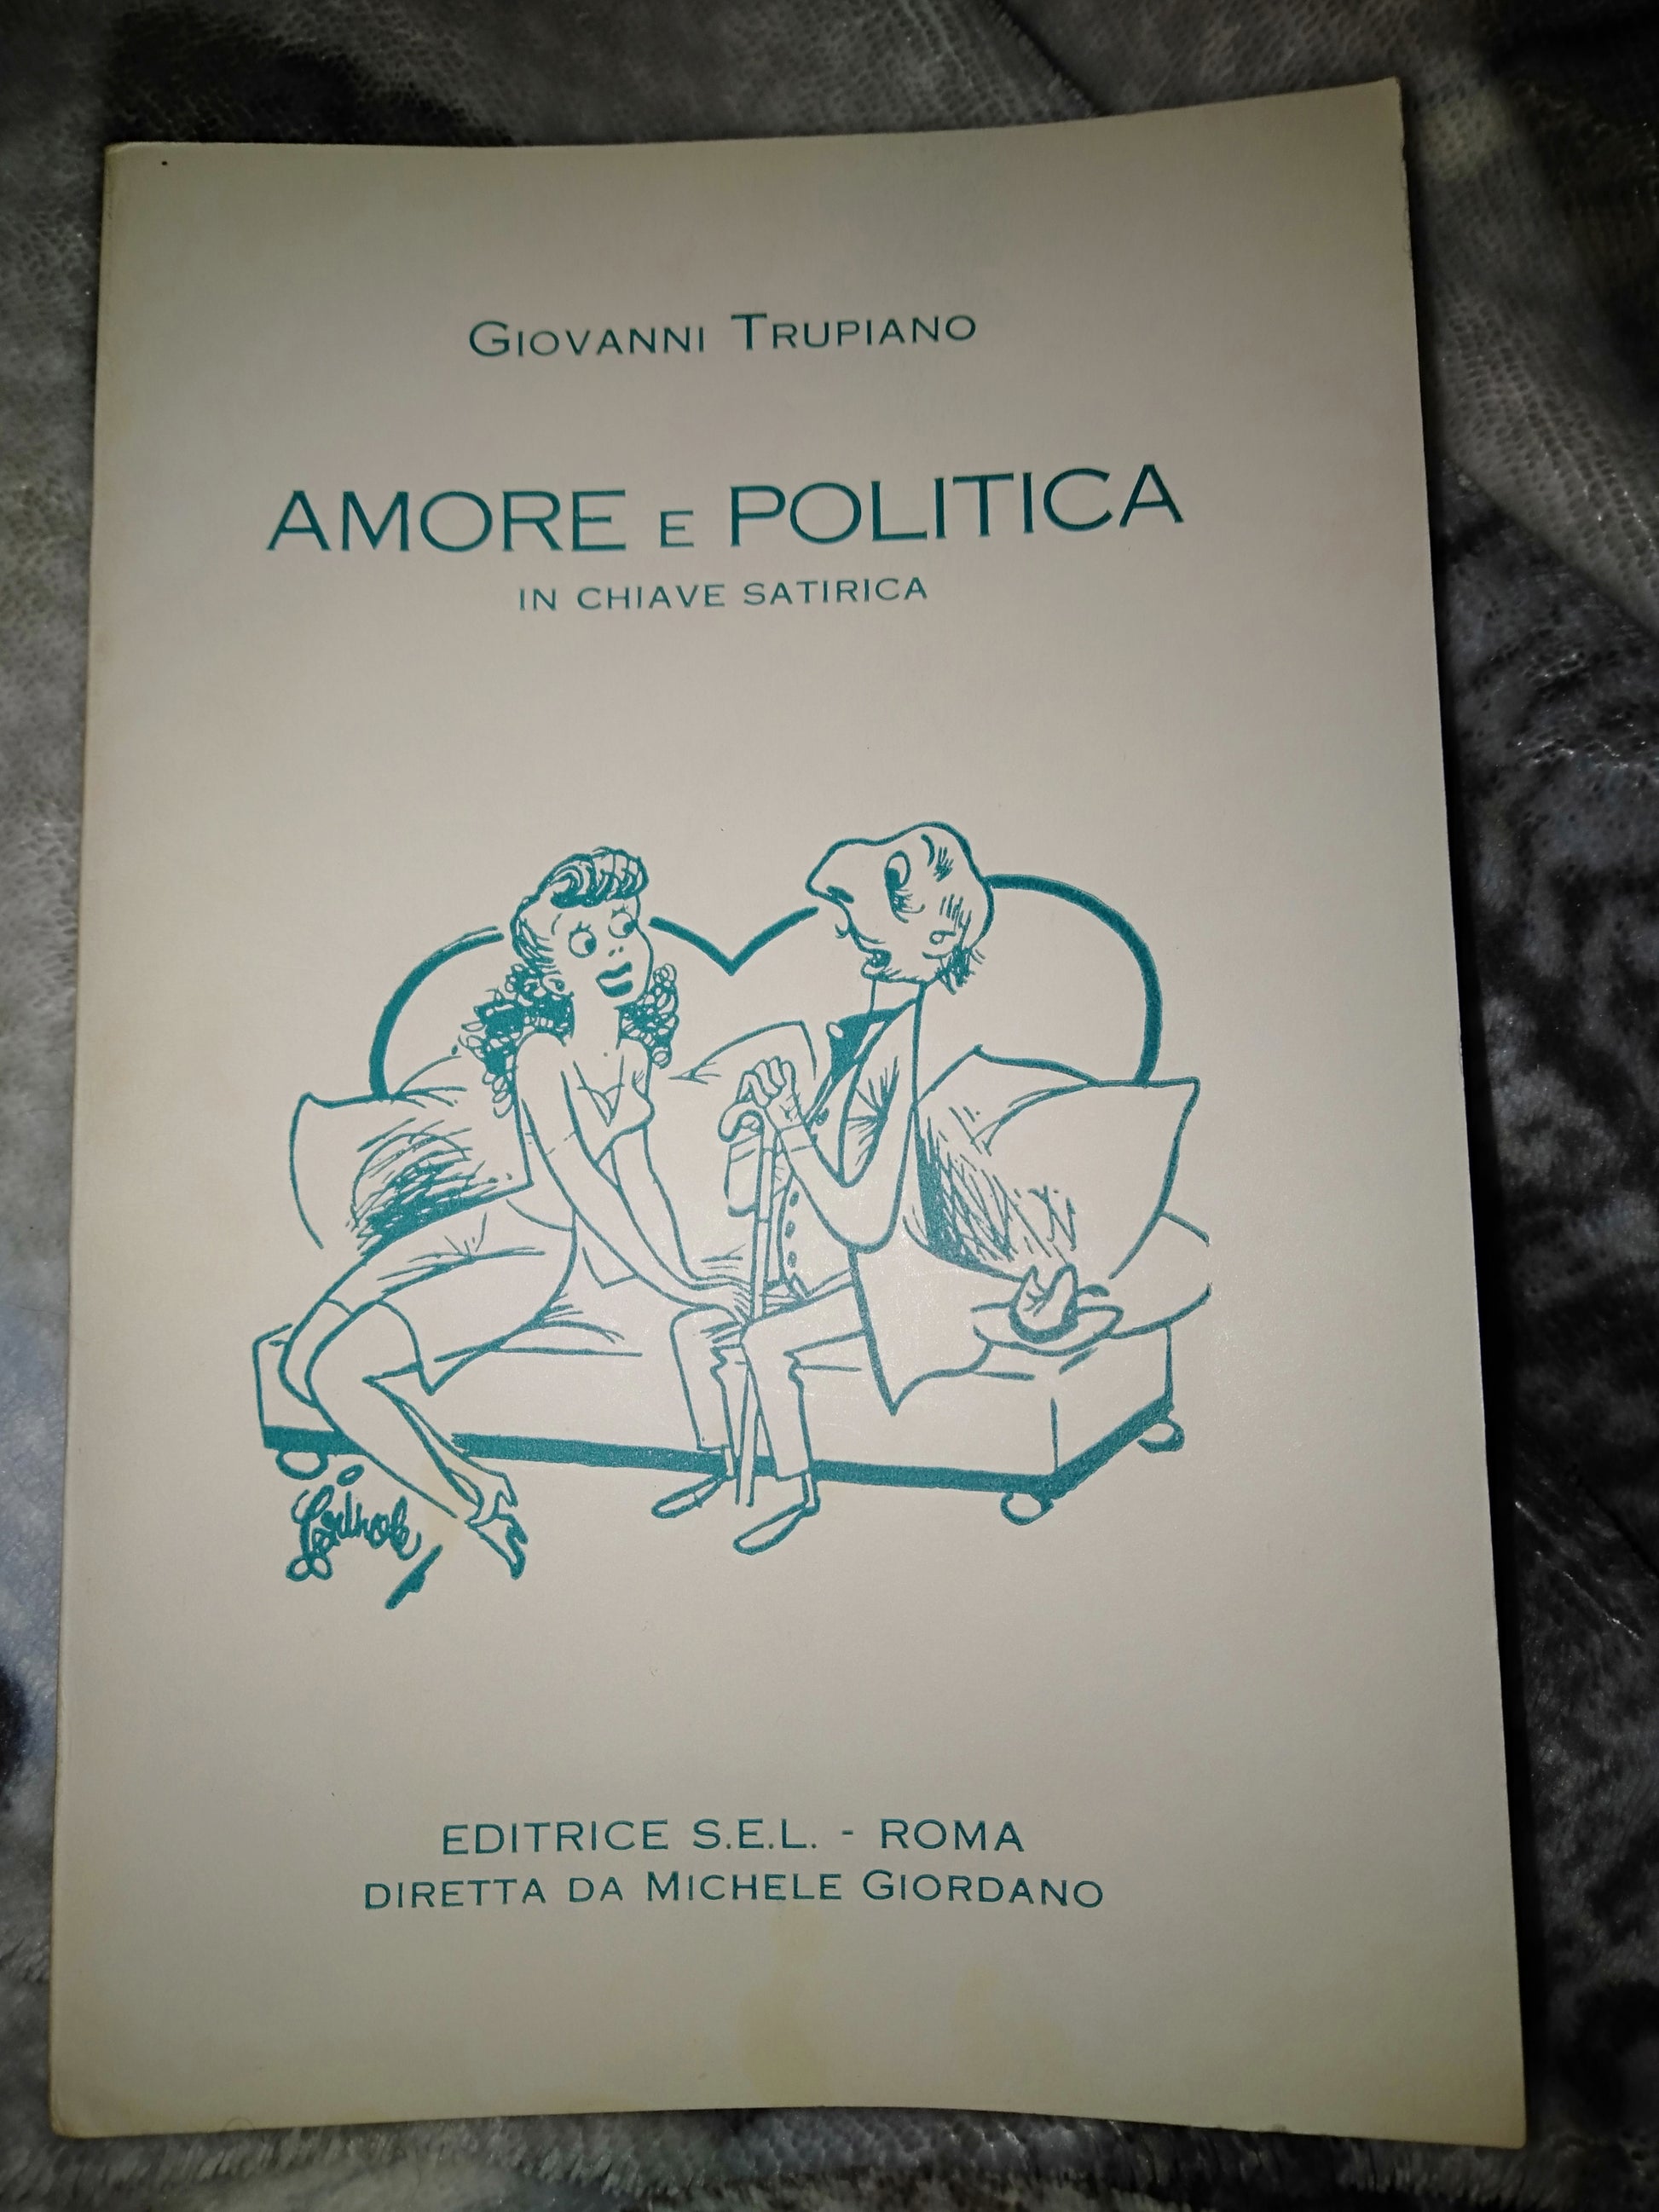 Giovanni Trupiano
AMORE E POLITICA
IN CHIAVE SATIRICA
EDITRICE S.E.L. - ROMA
DIRETTA DA MICHELE GIORDANO